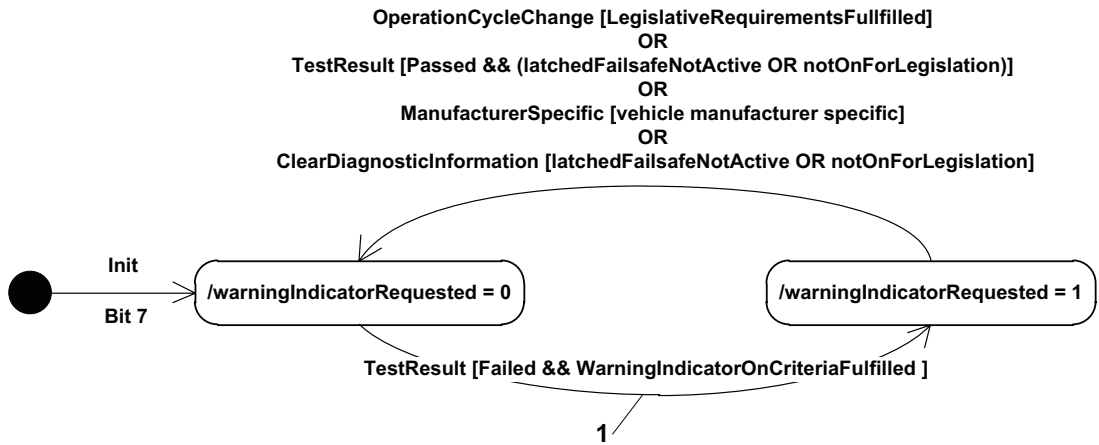 OperationCycleChange [LegislativeRequirementsFullfilled]
OR
TestResult [Passed && (latchedFailsafeNotActive OR notOnForLegislation)]
OR
ManufacturerSpecific [vehicle manufacturer specific]
OR
ClearDiagnosticInformation [latchedFailsafeNotActive OR notOnForLegislation]
Init
Bit 7
/warningIndicatorRequested = 0
/warningIndicatorRequested = 1
TestResult [Failed && WarningIndicatorOnCriteriaFulfilled ]
1